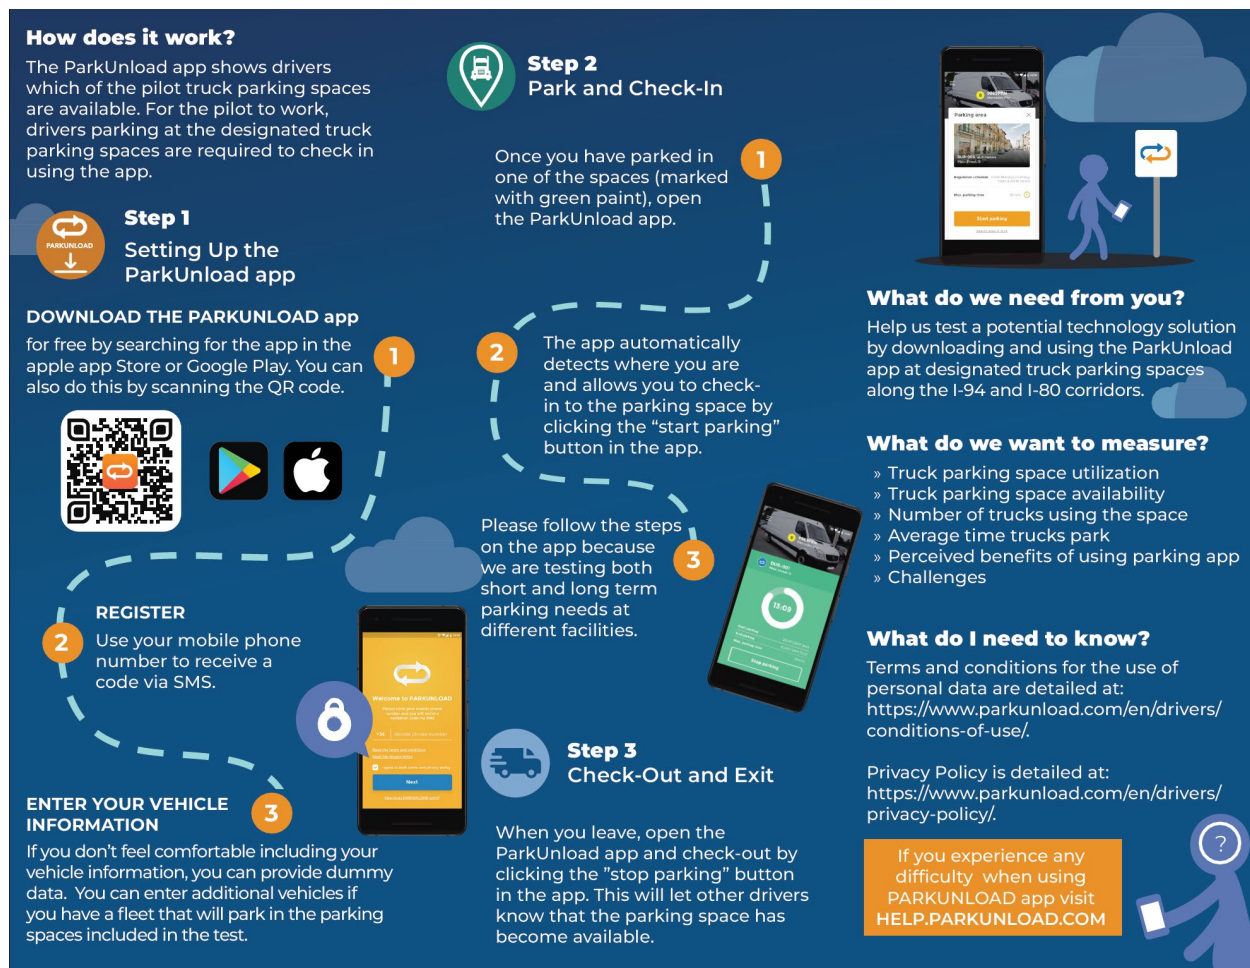 How does it work?
The ParkUnload app shows drivers
which of the pilot truck parking spaces
are available. For the pilot to work,
drivers parking at the designated truck
parking spaces are required to check in
using the app.
PARKUNLOAD
Step 1
Setting Up the
ParkUnload app
DOWNLOAD THE PARKUNLOAD app
for free by searching for the app in the
apple app Store or Google Play. You can
also do this by scanning the QR code.
1
REGISTER
2
Use your mobile phone
number to receive a
code via SMS.
Welcome to PARKUNLOAD
Next
ENTER YOUR VEHICLE
INFORMATION
3
If you don't feel comfortable including your
vehicle information, you can provide dummy
data. You can enter additional vehicles if
you have a fleet that will park in the parking
spaces included in the test.
Step 2
Park and Check-In
Once you have parked in
one of the spaces (marked
with green paint), open
the ParkUnload app.
1
2
The app automatically
detects where you are
and allows you to check-
in to the parking space by
clicking the “start parking”
button in the app.
Please follow the steps
on the app because
we are testing both
short and long term
parking needs at
different facilities.
3
13:09
Stop parking
Step 3
Check-Out and Exit
When you leave, open the
ParkUnload app and check-out by
clicking the ”stop parking” button
in the app. This will let other drivers
know that the parking space has
become available.
Parking area
Max. parking time
Start parking
What do we need from you?
Help us test a potential technology solution
by downloading and using the ParkUnload
app at designated truck parking spaces
along the I-94 and I-80 corridors.
What do we want to measure?
» Truck parking space utilization
» Truck parking space availability
» Number of trucks using the space
» Average time trucks park
» Perceived benefits of using parking app
» Challenges
What do I need to know?
Terms and conditions for the use of
personal data are detailed at:
https://www.parkunload.com/en/drivers/
conditions-of-use/.
Privacy Policy is detailed at:
https://www.parkunload.com/en/drivers/
privacy-policy/.
If you experience any
difficulty when using
PARKUNLOAD app visit
HELP.PARKUNLOAD.COM
?